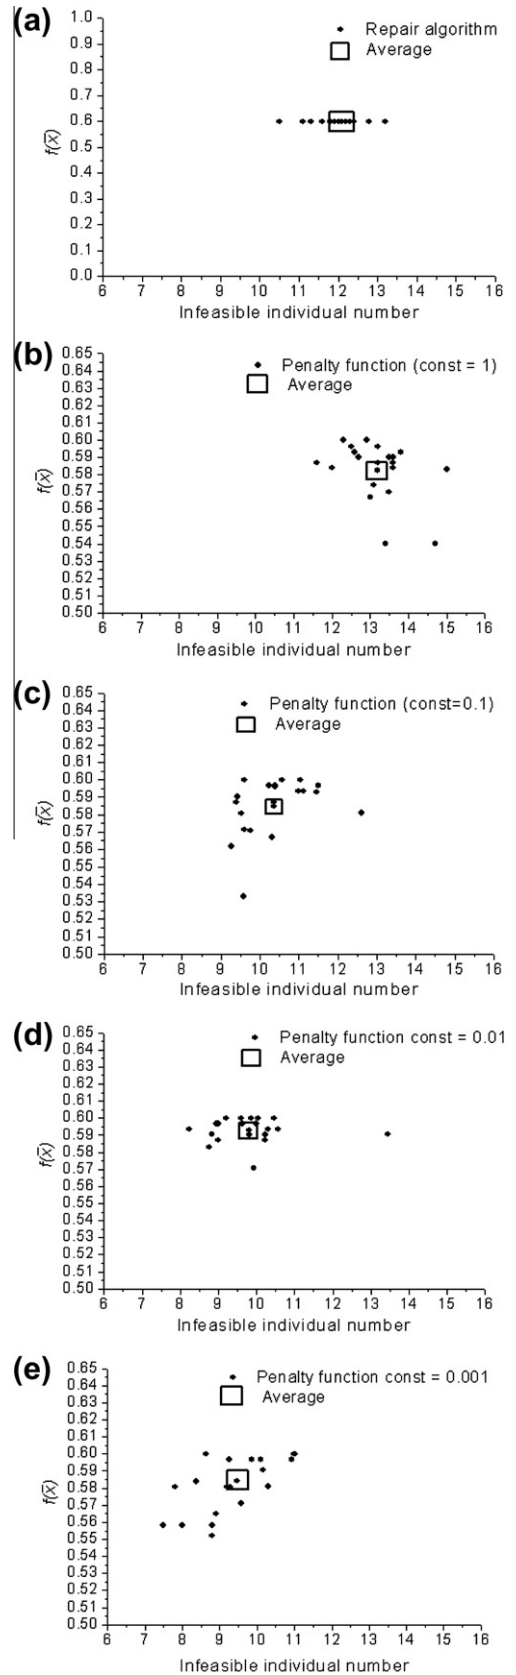 (a)
1.0
0.9
0.8
0.7
0.6
0.5
0.4
0.3
0.2
0.1
0.0
f(x̄)
Repair algorithm
Average
6 7 8 9 10 11 12 13 14 15 16
Infeasible individual number
(b)
0.65
0.64
0.63
0.62
0.61
0.60
0.59
0.58
0.57
0.56
0.55
0.54
0.53
0.52
0.51
0.50
f(x̄)
Penalty function (const = 1)
Average
6 7 8 9 10 11 12 13 14 15 16
Infeasible individual number
(c)
0.65
0.64
0.63
0.62
0.61
0.60
0.59
0.58
0.57
0.56
0.55
0.54
0.53
0.52
0.51
0.50
f(x̄)
Penalty function (const=0.1)
Average
6 7 8 9 10 11 12 13 14 15 16
Infeasible individual number
(d)
0.65
0.64
0.63
0.62
0.61
0.60
0.59
0.58
0.57
0.56
0.55
0.54
0.53
0.52
0.51
0.50
f(x̄)
Penalty function const = 0.01
Average
6 7 8 9 10 11 12 13 14 15 16
Infeasible individual number
(e)
0.65
0.64
0.63
0.62
0.61
0.60
0.59
0.58
0.57
0.56
0.55
0.54
0.53
0.52
0.51
0.50
f(x̄)
Penalty function const = 0.001
Average
6 7 8 9 10 11 12 13 14 15 16
Infeasible individual number